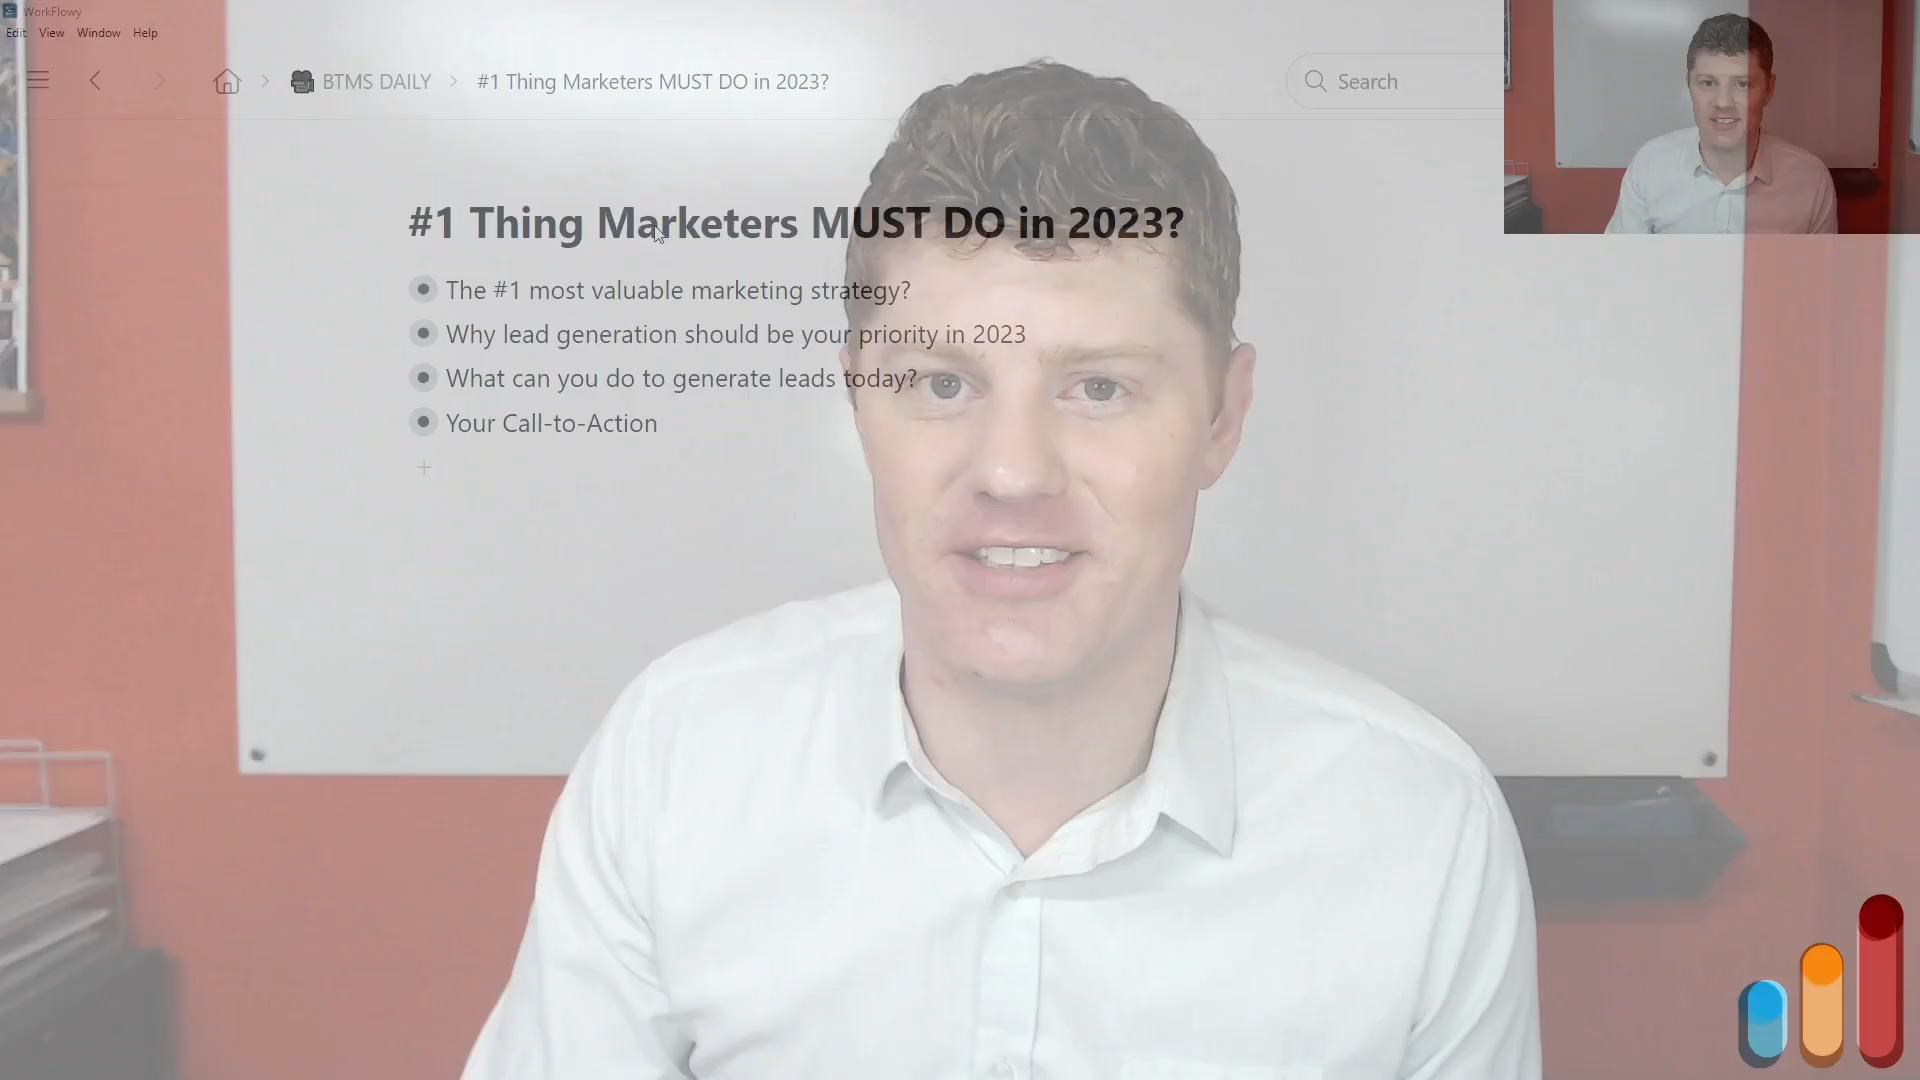 WorkFlowy
Edit View Window Help
BTMS DAILY > #1 Thing Marketers MUST DO in 2023?
Search
#1 Thing Marketers MUST DO in 2023?
The #1 most valuable marketing strategy?
Why lead generation should be your priority in 2023
What can you do to generate leads today?
Your Call-to-Action